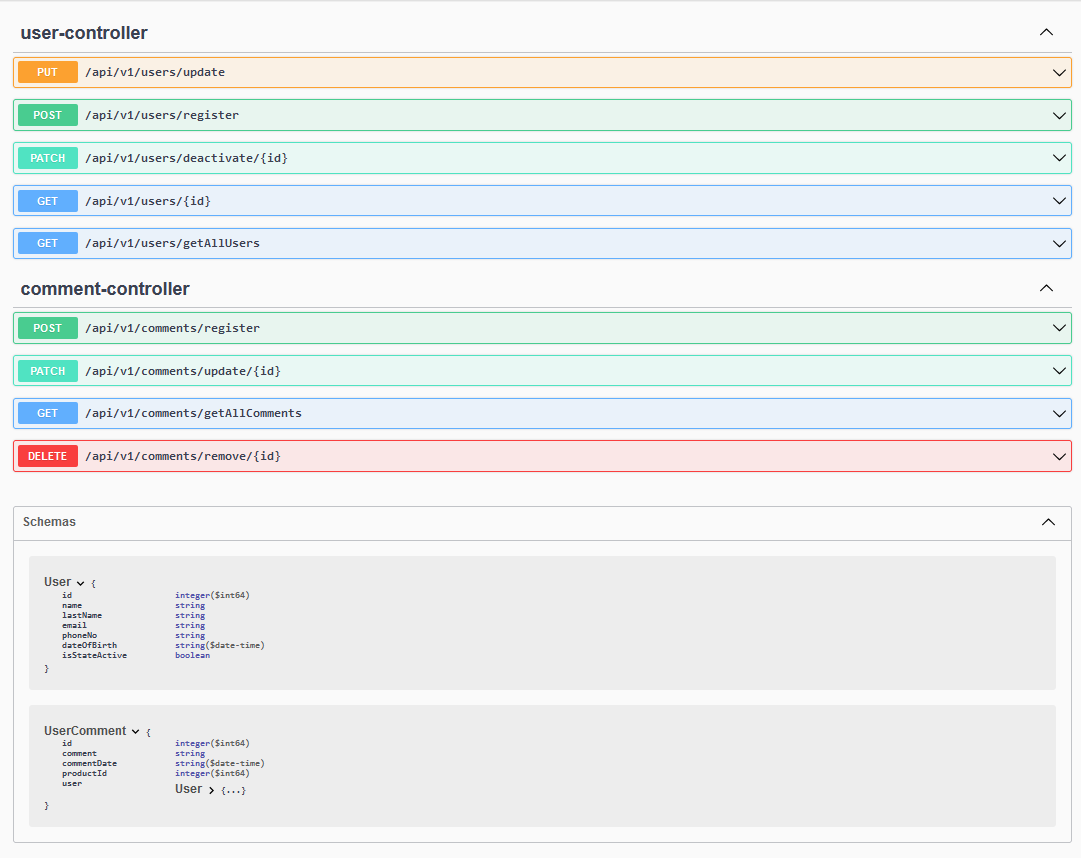 user-controller
PUT /api/v1/users/update
POST /api/v1/users/register
PATCH /api/v1/users/deactivate/{id}
GET /api/v1/users/{id}
GET /api/v1/users/getAllUsers
comment-controller
POST /api/v1/comments/register
PATCH /api/v1/comments/update/{id}
GET /api/v1/comments/getAllComments
DELETE /api/v1/comments/remove/{id}
Schemas
User {
id integer($int64)
name string
lastName string
email string
phoneNo string
dateOfBirth string($date-time)
isStateActive boolean
}
UserComment {
id integer($int64)
comment string
commentDate string($date-time)
productId integer($int64)
user User {...}
}